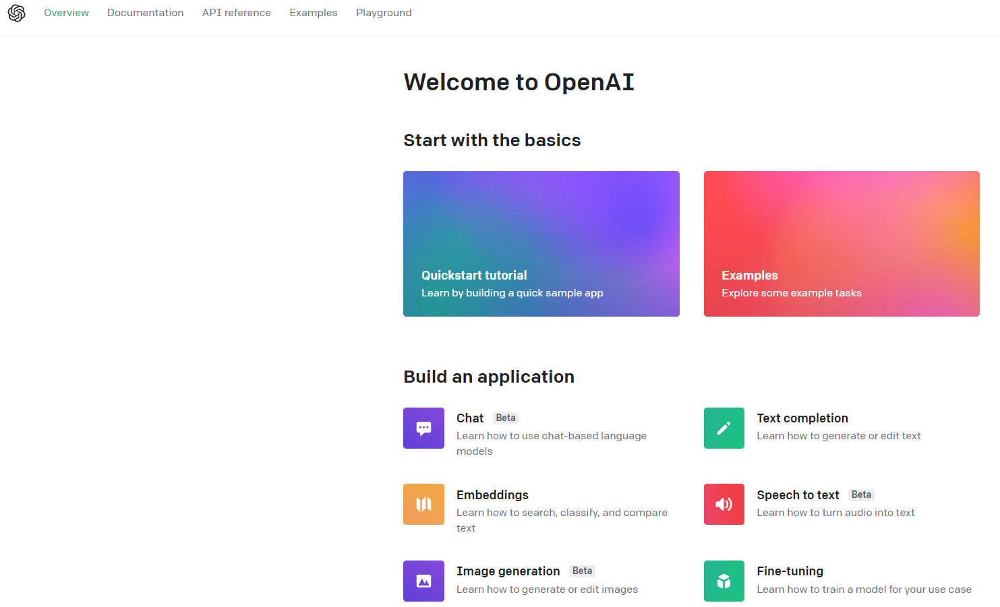 Overview Documentation API reference Examples Playground
Welcome to OpenAI
Start with the basics
Quickstart tutorial
Learn by building a quick sample app
Examples
Explore some example tasks
Build an application
Chat Beta
Learn how to use chat-based language
models
Text completion
Learn how to generate or edit text
Embeddings
Learn how to search, classify, and compare
text
Speech to text Beta
Learn how to turn audio into text
Image generation Beta
Learn how to generate or edit images
Fine-tuning
Learn how to train a model for your use case